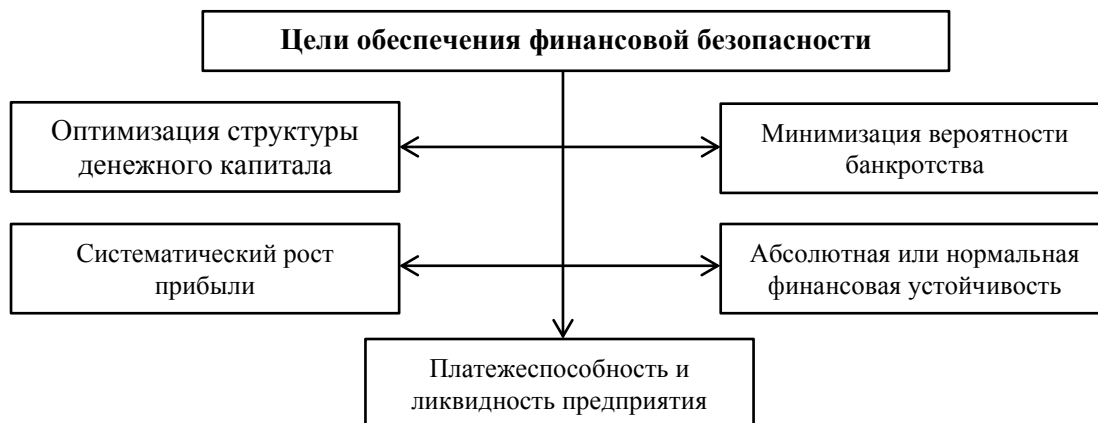 Цели обеспечения финансовой безопасности
Оптимизация структуры
денежного капитала
Минимизация вероятности
банкротства
Систематический рост
прибыли
Абсолютная или нормальная
финансовая устойчивость
Платежеспособность и
ликвидность предприятия